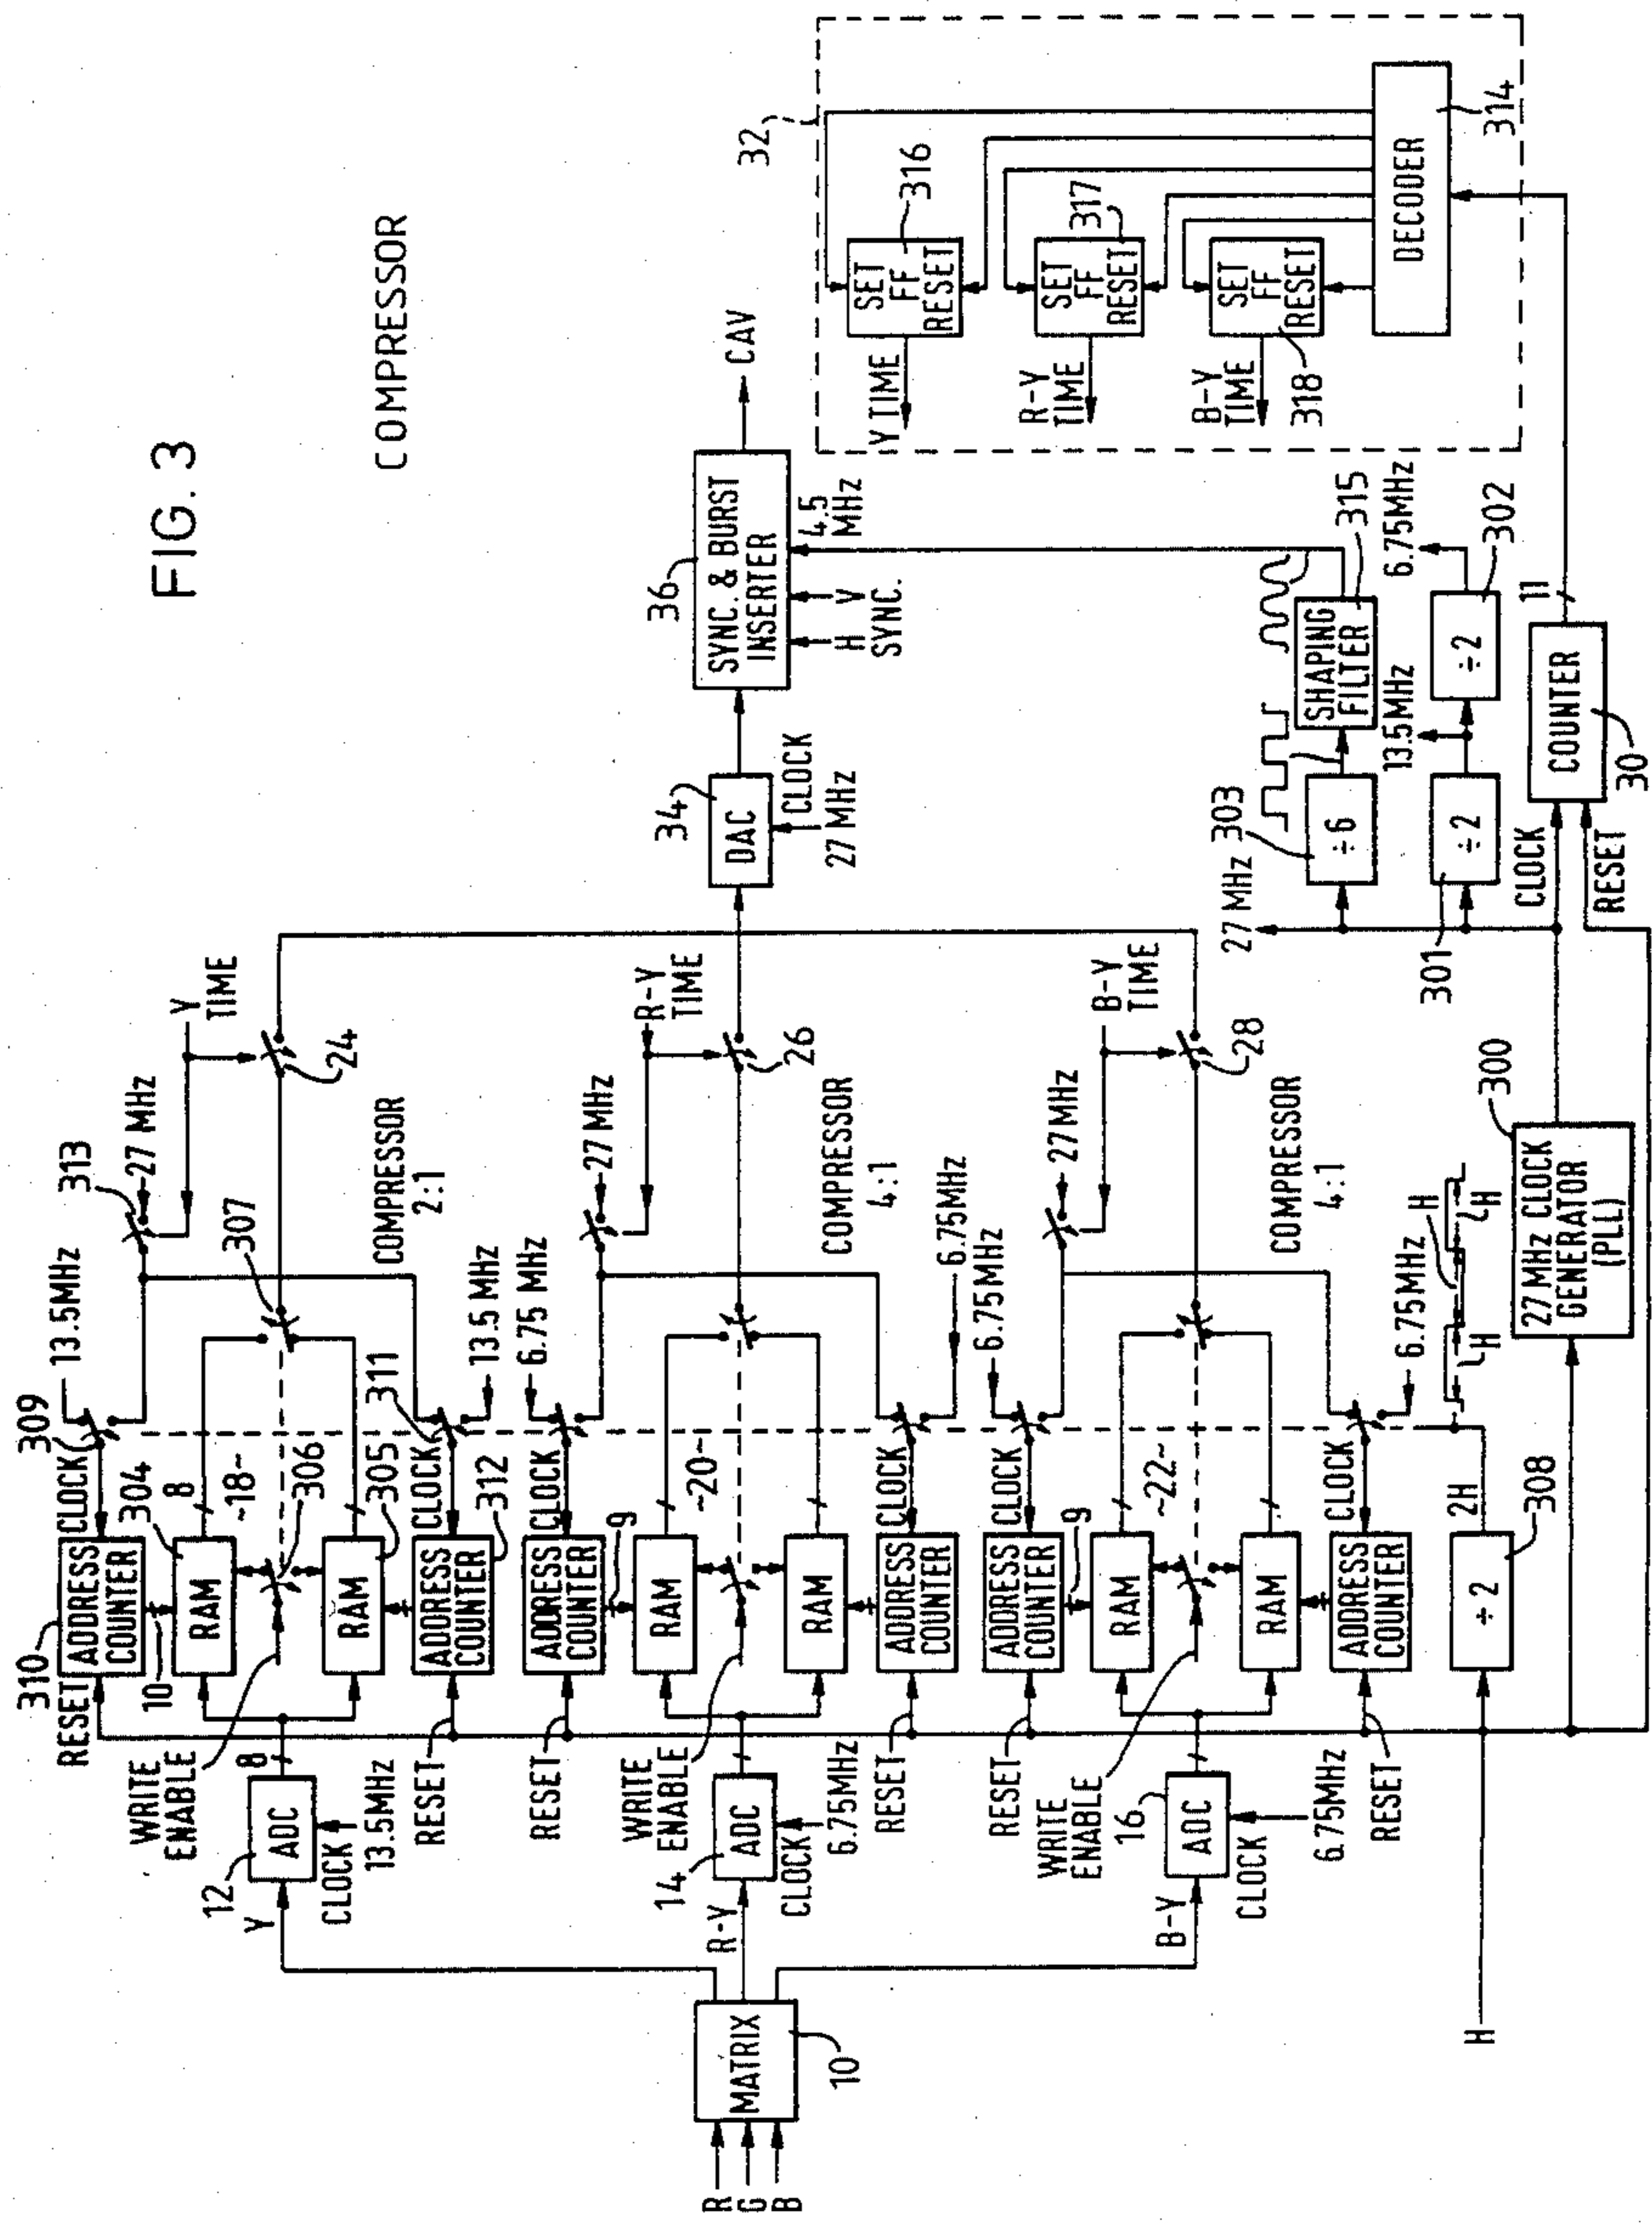 FIG. 3
COMPRESSOR
R
G
B
MATRIX
10
Y
R-Y
B-Y
H
12
ADC
8
CLOCK
13.5MHz
14
ADC
CLOCK
6.75MHz
16
ADC
CLOCK
6.75MHz
WRITE
ENABLE
WRITE
ENABLE
WRITE
ENABLE
RESET
RESET
RESET
RESET
RESET
RESET
310
ADDRESS
COUNTER
CLOCK
309
13.5MHz
10
304
RAM
8
~18~
306
RAM
305
307
313
27 MHz
Y
TIME
24
COMPRESSOR
2:1
311
CLOCK
13.5 MHz
ADDRESS
COUNTER
312
6.75 MHz
CLOCK
ADDRESS
COUNTER
9
RAM
~20~
RAM
27 MHz
R-Y
TIME
26
COMPRESSOR
4:1
6.75MHz
CLOCK
ADDRESS
COUNTER
6.75MHz
CLOCK
ADDRESS
COUNTER
9
RAM
~22~
RAM
27MHz
B-Y
TIME
28
COMPRESSOR
4:1
6.75MHz
CLOCK
ADDRESS
COUNTER
÷2
308
2H
H
H
H
300
27 MHz CLOCK
GENERATOR
(PLL)
34
DAC
CLOCK
27 MHz
36
SYNC. & BURST
INSERTER
CAV
H V
SYNC.
4.5
MHz
27 MHz
303
÷6
SHAPING
FILTER
315
301
÷2
13.5MHz
÷2
302
6.75MHz
CLOCK
RESET
COUNTER
30
11
32
SET
FF
RESET
316
Y TIME
SET
FF
RESET
317
R-Y
TIME
SET
FF
RESET
318
B-Y
TIME
DECODER
314